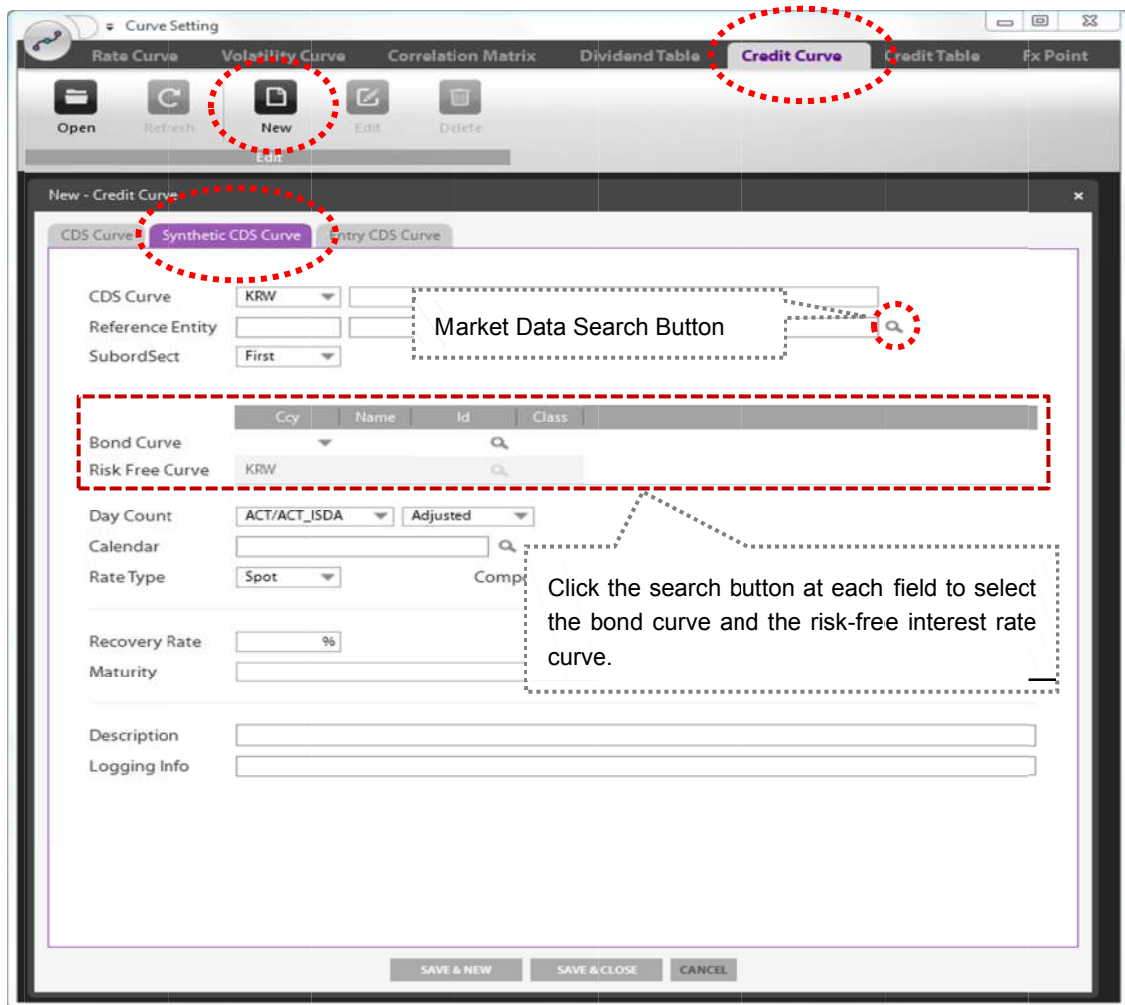 Curve Setting
Rate Curve Volatility Curve Correlation Matrix Dividend Table Credit Curve Credit Table Fx Point
Open Refresh New Edit Delete
Edit
New - Credit Curve
CDS Curve Synthetic CDS Curve Entry CDS Curve
CDS Curve KRW
Reference Entity
Market Data Search Button
SubordSect First
Ccy Name Id Class
Bond Curve
Risk Free Curve KRW
Day Count ACT/ACT_ISDA Adjusted
Calendar
Rate Type Spot
Click the search button at each field to select
the bond curve and the risk-free interest rate
curve.
Recovery Rate %
Maturity
Description
Logging Info
SAVE & NEW SAVE & CLOSE CANCEL